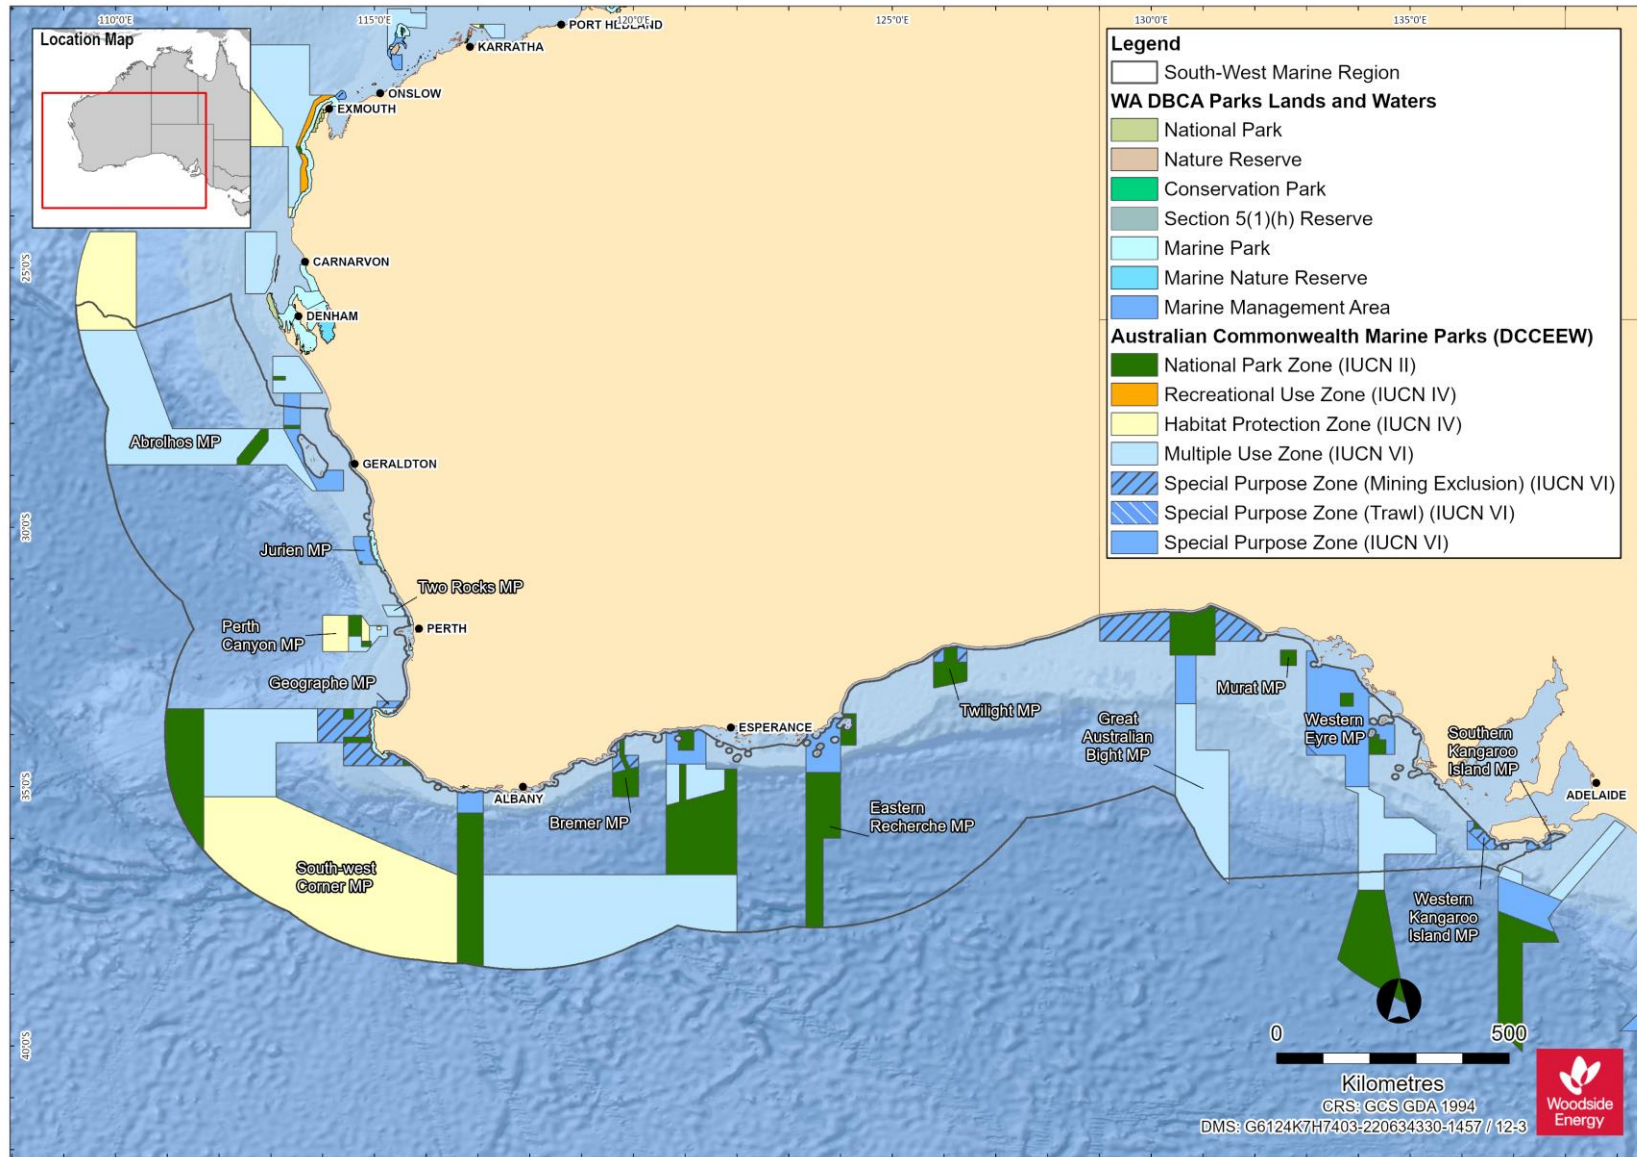 110°0'E
115°0'E
120°0'E
125°0'E
130°0'E
135°0'E
Location Map
PORT HEDLAND
KARRATHA
ONSLOW
EXMOUTH
CARNARVON
DENHAM
GERALDTON
PERTH
ALBANY
ESPERANCE
ADELAIDE
25°0'S
30°0'S
35°0'S
40°0'S
Legend
South-West Marine Region
WA DBCA Parks Lands and Waters
National Park
Nature Reserve
Conservation Park
Section 5(1)(h) Reserve
Marine Park
Marine Nature Reserve
Marine Management Area
Australian Commonwealth Marine Parks (DCCEEW)
National Park Zone (IUCN II)
Recreational Use Zone (IUCN IV)
Habitat Protection Zone (IUCN IV)
Multiple Use Zone (IUCN VI)
Special Purpose Zone (Mining Exclusion) (IUCN VI)
Special Purpose Zone (Trawl) (IUCN VI)
Special Purpose Zone (IUCN VI)
Abrolhos MP
Jurien MP
Two Rocks MP
Perth
Canyon MP
Geographe MP
South-west
Corner MP
Bremer MP
Eastern
Recherche MP
Twilight MP
Great
Australian
Bight MP
Murat MP
Western
Eyre MP
Southern
Kangaroo
Island MP
Western
Kangaroo
Island MP
0 500
Kilometres
CRS: GCS GDA 1994
DMS: G6124K7H7403-220634330-1457 / 12-3
Woodside
Energy